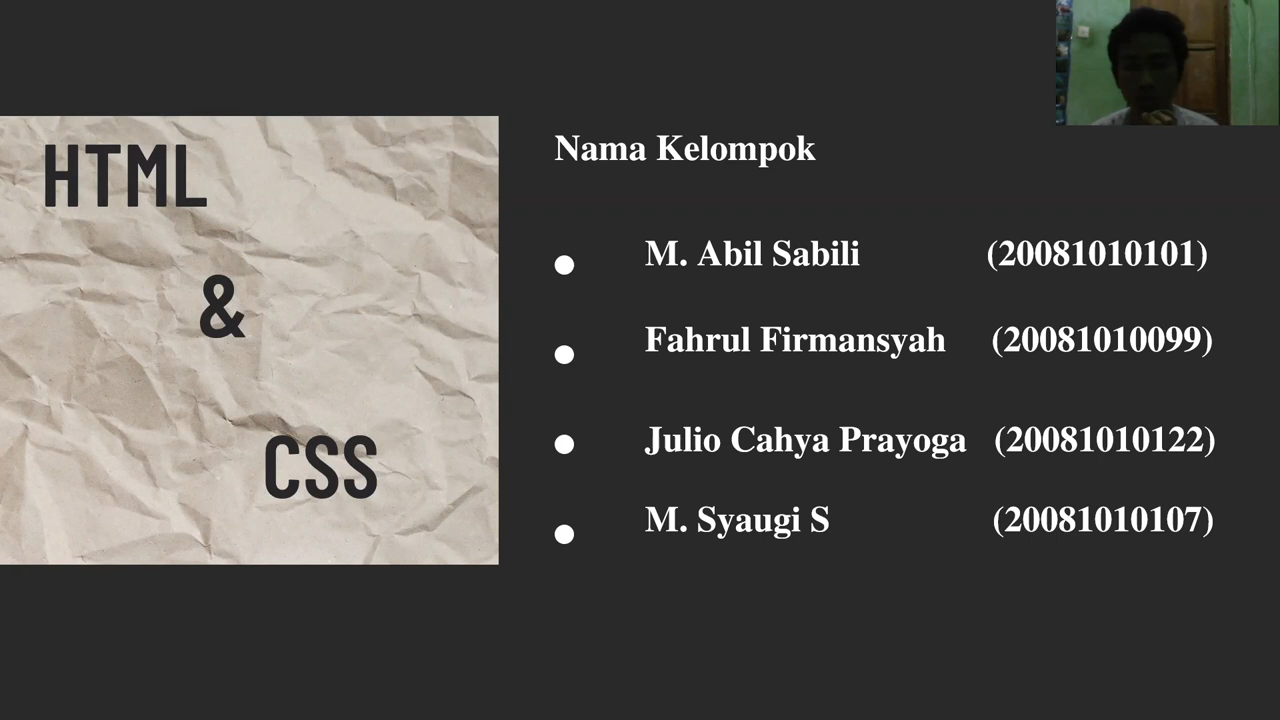 HTML
&
CSS
Nama Kelompok
M. Abil Sabili (20081010101)
Fahrul Firmansyah (20081010099)
Julio Cahya Prayoga (20081010122)
M. Syaugi S (20081010107)